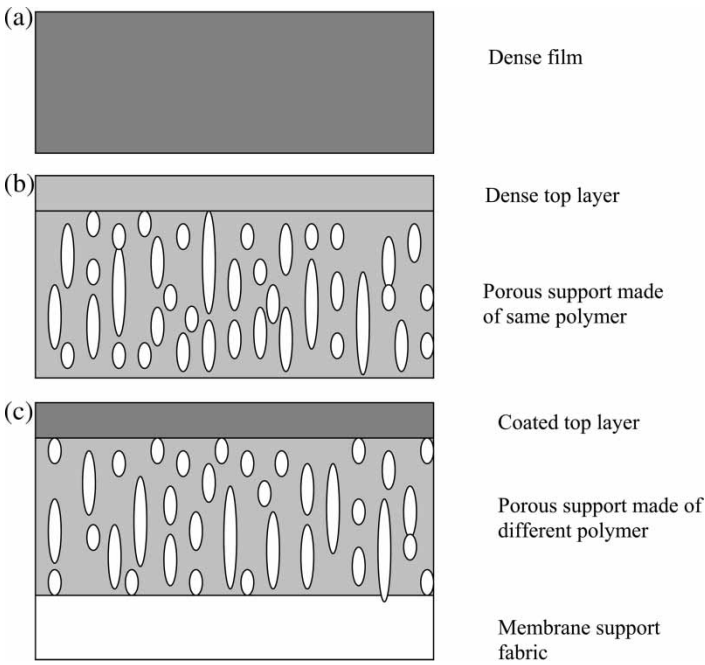 (a)
Dense film
(b)
Dense top layer
Porous support made
of same polymer
(c)
Coated top layer
Porous support made of
different polymer
Membrane support
fabric